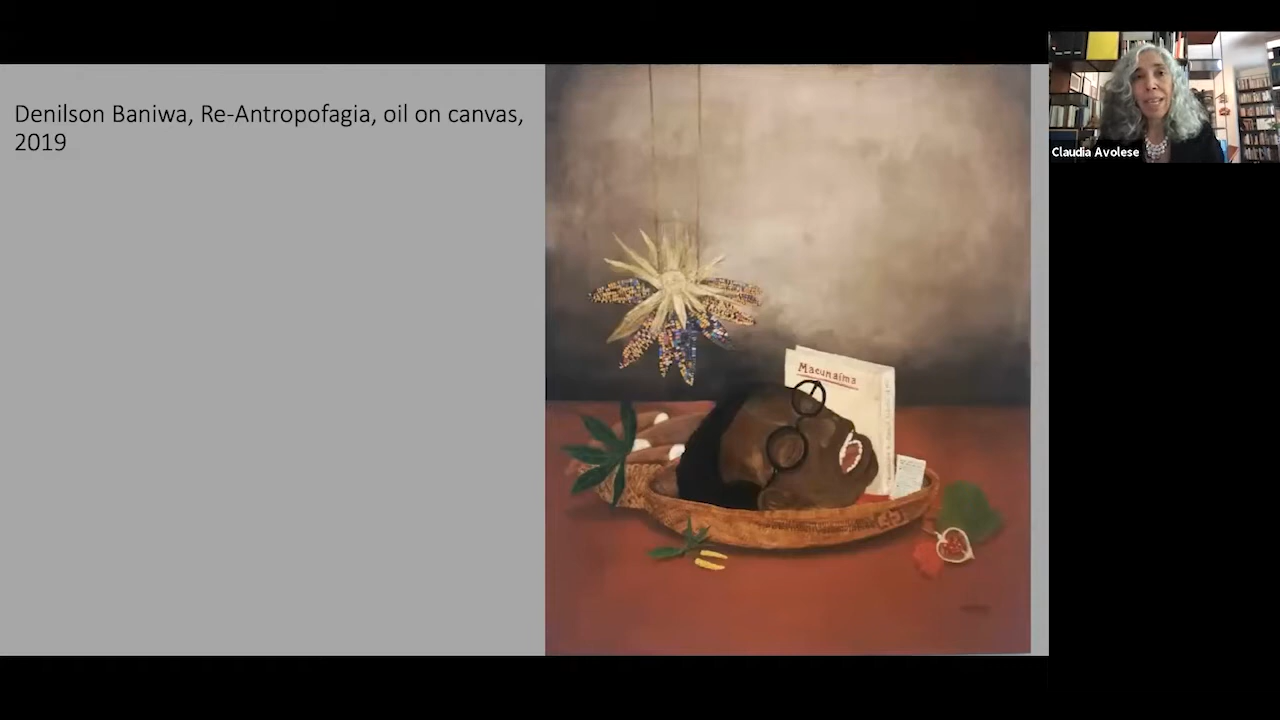 Denilson Baniwa, Re-Antropofagia, oil on canvas,
2019
Claudia Avolese
Macunaíma